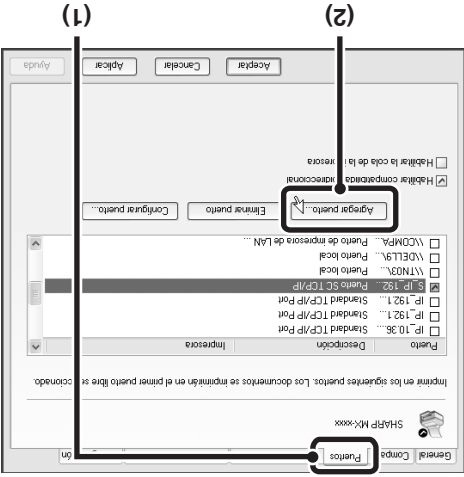 General Compa Puertos ón
SHARP MX-xxxx
Imprimir en los siguientes puertos. Los documentos se imprimirán en el primer puerto libre seleccionado.
Puerto Descripción Impresora
IP_10.36.... Standard TCP/IP Port
IP_192.1... Standard TCP/IP Port
IP_192.1... Standard TCP/IP Port
S_IP_192... Puerto SC TCP/IP
\\TN03\... Puerto local
\\DELL9\... Puerto local
\\COMPA... Puerto de impresora de LAN ...
Agregar puerto... Eliminar puerto Configurar puerto...
Habilitar compatibilidad bidireccional
Habilitar la cola de la impresora
Aceptar Cancelar Aplicar Ayuda
(2) (1)